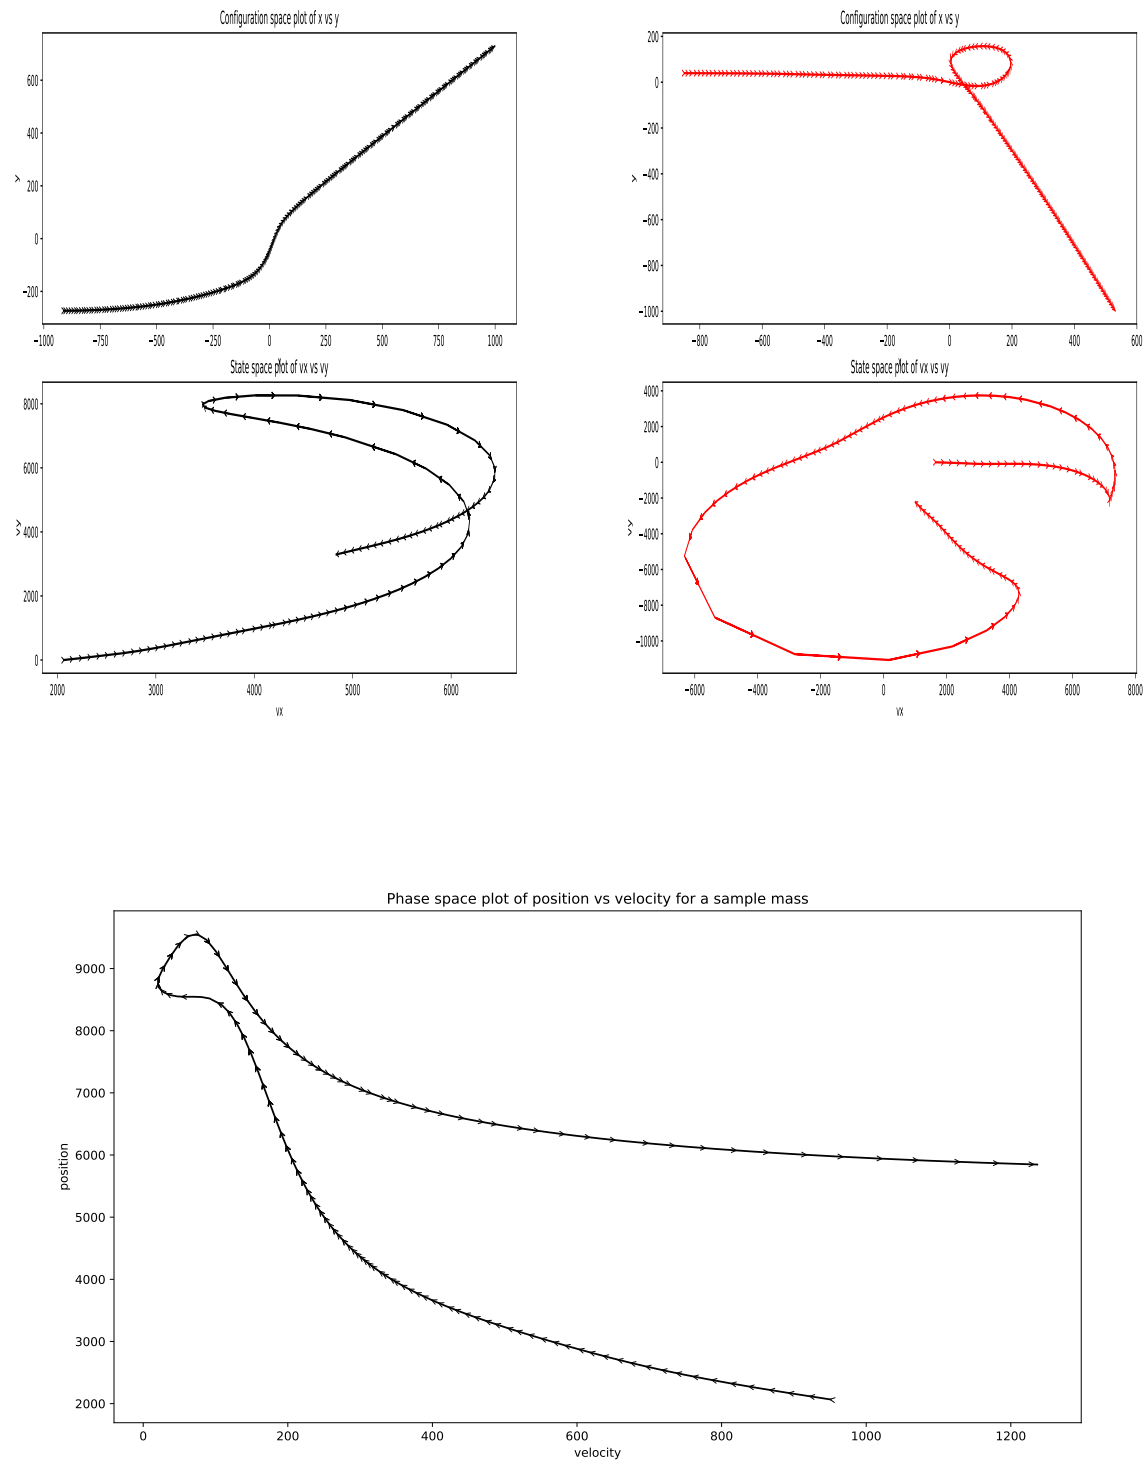 Configuration space plot of x vs y
Configuration space plot of x vs y
600
400
200
0
−200
y
−1000 −750 −500 −250 0 250 500 750 1000
x
200
0
−200
−400
−600
−800
−1000
y
−800 −600 −400 −200 0 200 400 600
x
State space plot of vx vs vy
State space plot of vx vs vy
8000
6000
4000
2000
0
vy
2000 3000 4000 5000 6000
vx
4000
2000
0
−2000
−4000
−6000
−8000
−10000
vy
−6000 −4000 −2000 0 2000 4000 6000 8000
vx
Phase space plot of position vs velocity for a sample mass
9000
8000
7000
6000
5000
4000
3000
2000
position
0 200 400 600 800 1000 1200
velocity